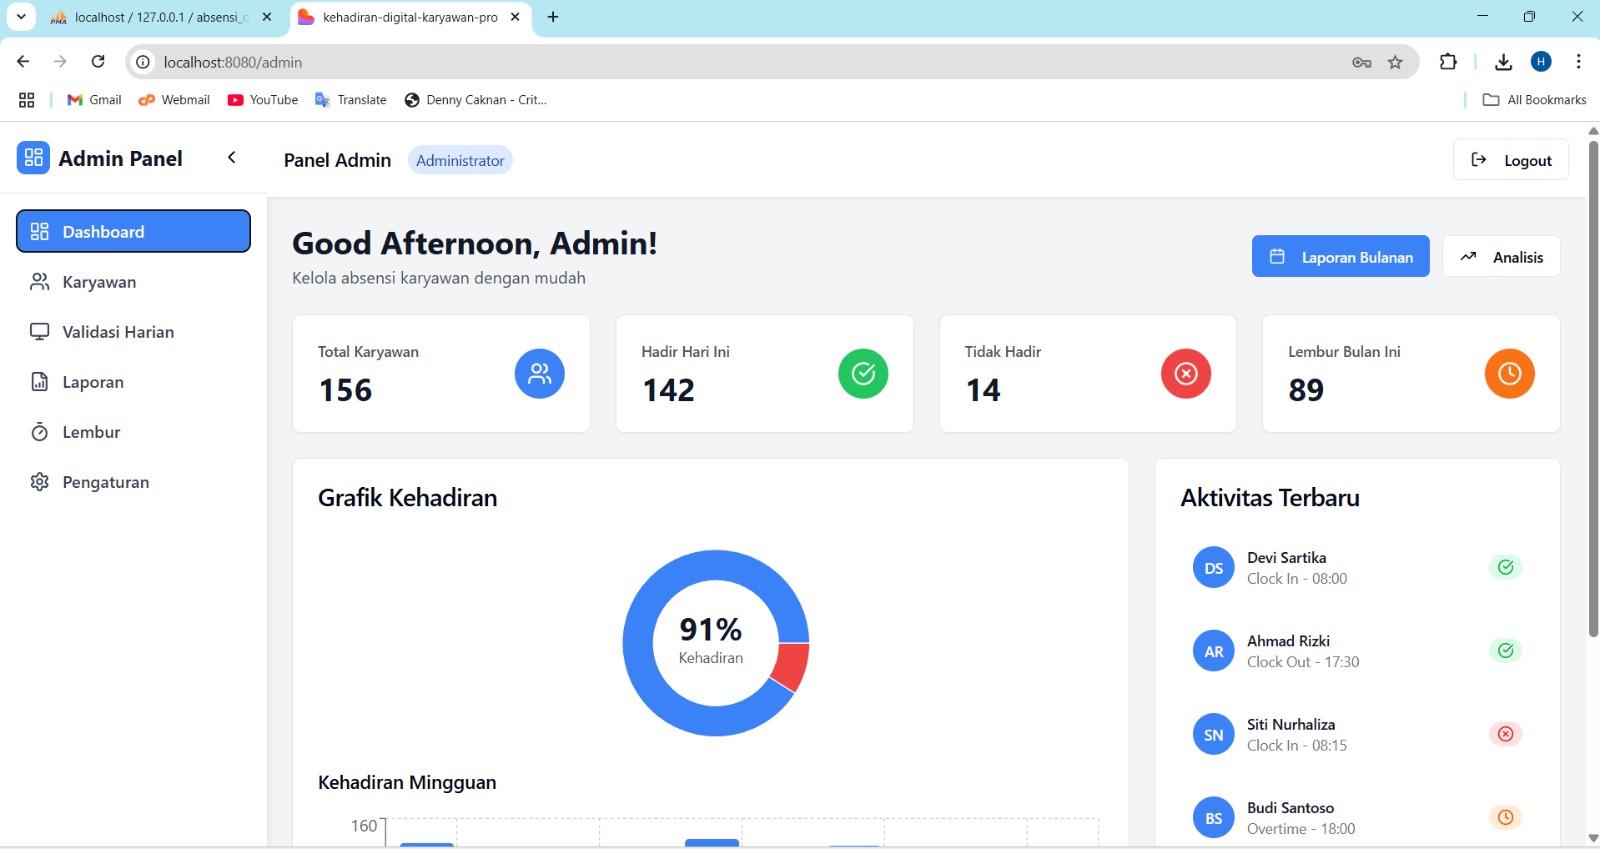 localhost / 127.0.0.1 / absensi_
kehadiran-digital-karyawan-pro
localhost:8080/admin
H
Gmail
Webmail
YouTube
Translate
Denny Caknan - Crit...
All Bookmarks
Admin Panel
Panel Admin
Administrator
Logout
Dashboard
Karyawan
Validasi Harian
Laporan
Lembur
Pengaturan
Good Afternoon, Admin!
Kelola absensi karyawan dengan mudah
Laporan Bulanan
Analisis
Total Karyawan
156
Hadir Hari Ini
142
Tidak Hadir
14
Lembur Bulan Ini
89
Grafik Kehadiran
91%
Kehadiran
Kehadiran Mingguan
160
Aktivitas Terbaru
DS
Devi Sartika
Clock In - 08:00
AR
Ahmad Rizki
Clock Out - 17:30
SN
Siti Nurhaliza
Clock In - 08:15
BS
Budi Santoso
Overtime - 18:00